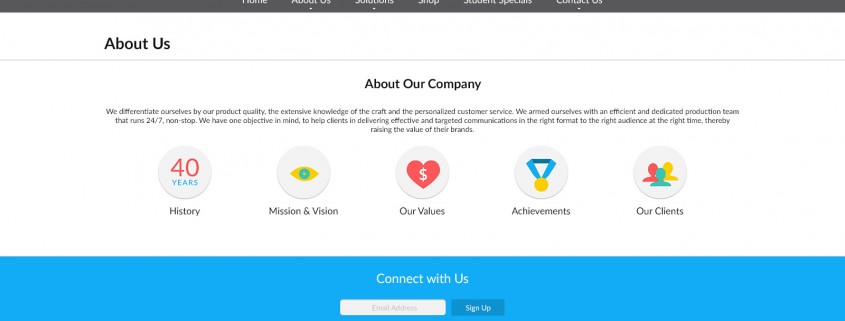 Home About Us Solutions Shop Student Specials Contact Us
About Us
About Our Company
We differentiate ourselves by our product quality, the extensive knowledge of the craft and the personalized customer service. We armed ourselves with an efficient and dedicated production team
that runs 24/7, non-stop. We have one objective in mind, to help clients in delivering effective and targeted communications in the right format to the right audience at the right time, thereby
raising the value of their brands.
40
YEARS
$
History Mission & Vision Our Values Achievements Our Clients
Connect with Us
Email Address Sign Up